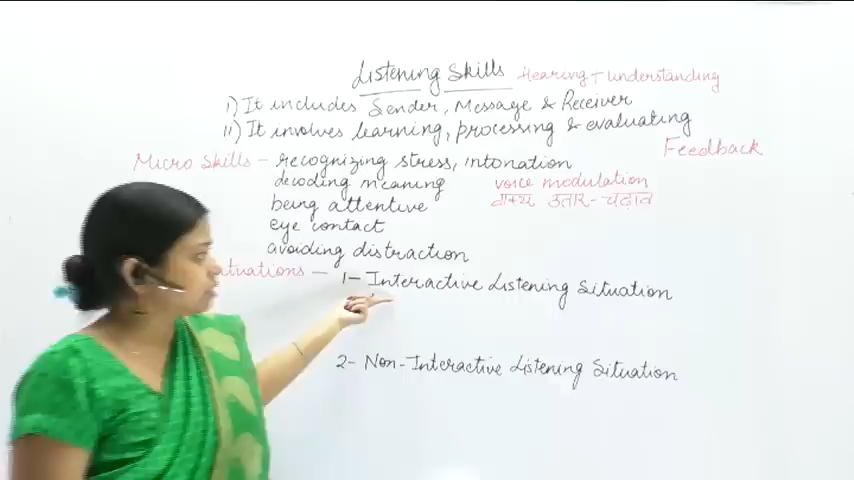 Listening Skills Hearing + understanding
i) It includes Sender, Message & Receiver
ii) It involves learning, processing & evaluating
Feedback
Micro Skills - recognizing stress, intonation
decoding meaning voice modulation
being attentive वाक्य उतार-चढ़ाव
eye contact
avoiding distraction
1- Interactive Listening Situation
2- Non-Interactive Listening Situation